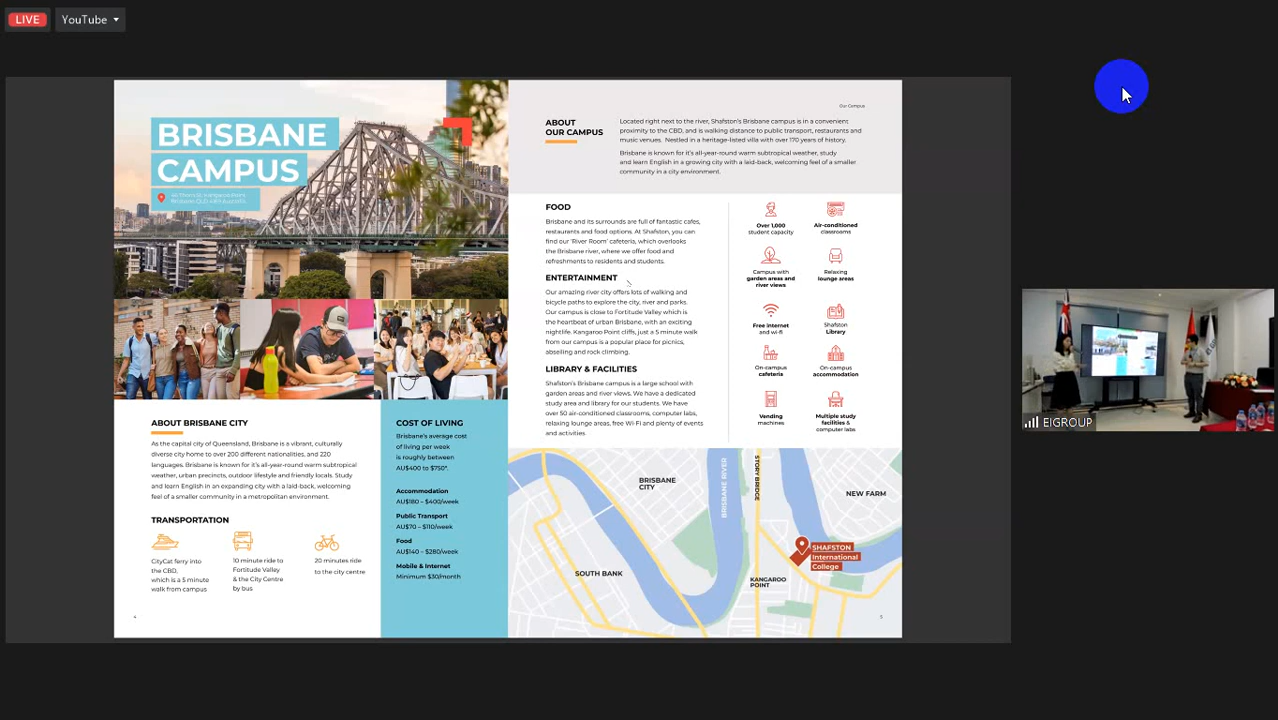 LIVE
YouTube
BRISBANE
CAMPUS
ABOUT BRISBANE CITY
As the capital city of Queensland, Brisbane is a vibrant, culturally
diverse city home to over 200 different nationalities, and 220
languages. Brisbane is known for it's all-year-round warm subtropical
weather, urban precincts, outdoor lifestyle and friendly locals. Study
and learn English in an expanding city with a laid-back, welcoming
feel of a smaller community in a metropolitan environment.
TRANSPORTATION
CityCat ferry into
the CBD,
which is a 5 minute
walk from campus
10 minute ride to
Fortitude Valley
& the City Centre
by bus
20 minutes ride
to the city centre
4
COST OF LIVING
Brisbane's average cost
of living per week
is roughly between
AU$400 to $750*.
Accommodation
AU$180 – $400/week
Public Transport
AU$70 – $110/week
Food
AU$140 – $280/week
Mobile & Internet
Minimum $30/month
Our Campus
ABOUT
OUR CAMPUS
Located right next to the river, Shafston's Brisbane campus is in a convenient
proximity to the CBD, and is walking distance to public transport, restaurants and
music venues. Nestled in a heritage-listed villa with over 170 years of history.
Brisbane is known for it's all-year-round warm subtropical weather, study
and learn English in a growing city with a laid-back, welcoming feel of a smaller
community in a city environment.
FOOD
Brisbane and its surrounds are full of fantastic cafes,
restaurants and food options. At Shafston, you can
find our 'River Room' cafeteria, which overlooks
the Brisbane river, where we offer food and
refreshments to residents and students.
ENTERTAINMENT
Our amazing river city offers lots of walking and
bicycle paths to explore the city, river and parks.
Our campus is close to Fortitude Valley which is
the heartbeat of urban Brisbane, with an exciting
nightlife. Kangaroo Point cliffs, just a 5 minute walk
from our campus is a popular place for picnics,
abseiling and rock climbing.
LIBRARY & FACILITIES
Shafston's Brisbane campus is a large school with
garden areas and river views. We have a dedicated
study area and library for our students. We have
over 50 air-conditioned classrooms, computer labs,
relaxing lounge areas, free Wi-Fi and plenty of events
and activities.
Over 1,000
student capacity
Air-conditioned
classrooms
Campus with
garden areas and
river views
Relaxing
lounge areas
Free internet
and wi-fi
Shafston
Library
On-campus
cafeteria
On-campus
accommodation
Vending
machines
Multiple study
facilities &
computer labs
BRISBANE
CITY
BRISBANE RIVER
STORY BRIDGE
NEW FARM
SHAFSTON
International
College
SOUTH BANK
KANGAROO
POINT
5
EIGROUP